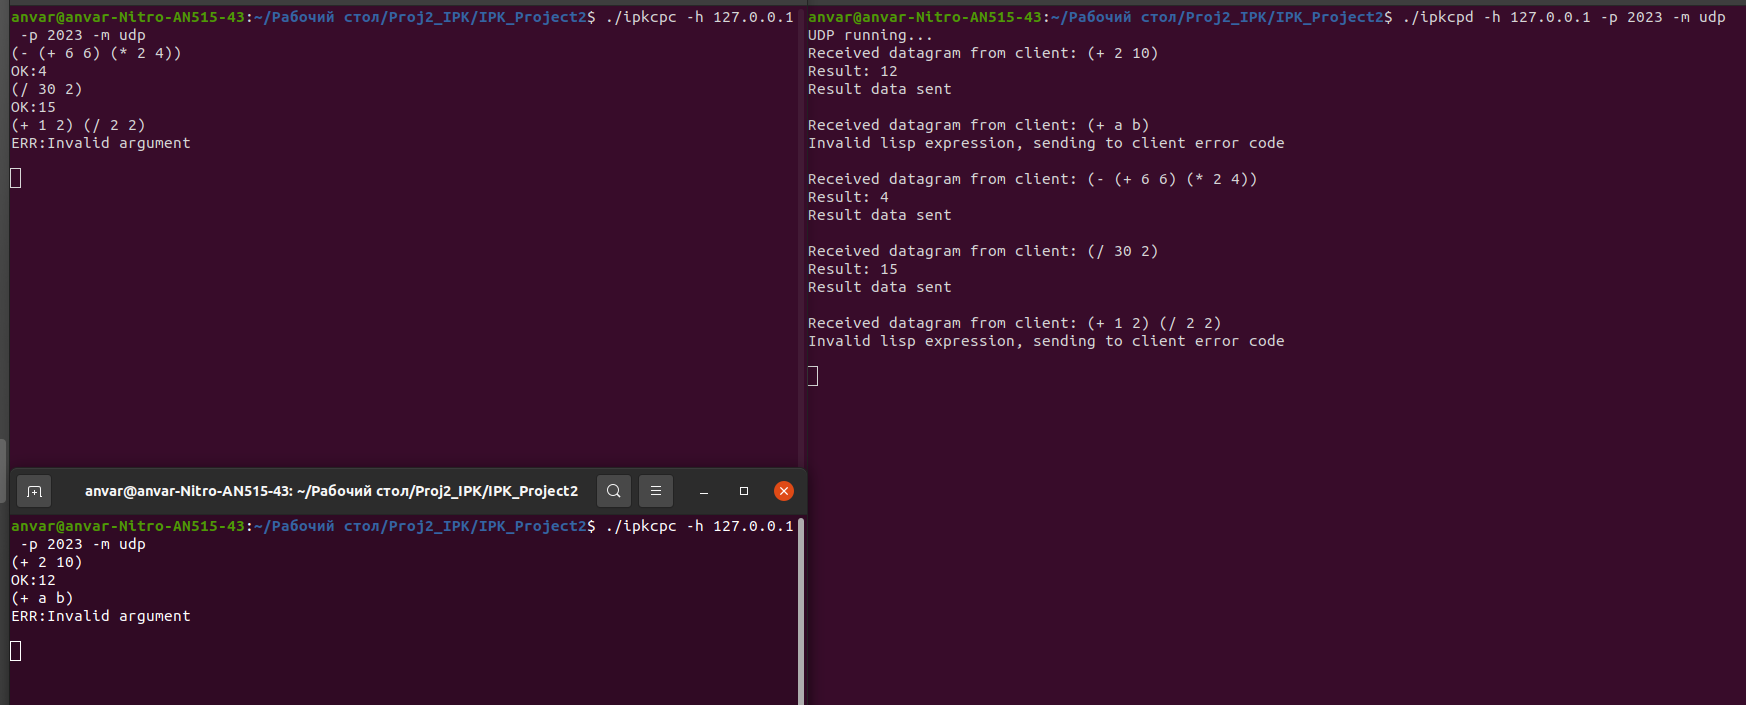 anvar@anvar-Nitro-AN515-43:~/Рабочий стол/Proj2_IPK/IPK_Project2$ ./ipkcpc -h 127.0.0.1
 -p 2023 -m udp
(- (+ 6 6) (* 2 4))
OK:4
(/ 30 2)
OK:15
(+ 1 2) (/ 2 2)
ERR:Invalid argument
anvar@anvar-Nitro-AN515-43: ~/Рабочий стол/Proj2_IPK/IPK_Project2
anvar@anvar-Nitro-AN515-43:~/Рабочий стол/Proj2_IPK/IPK_Project2$ ./ipkcpc -h 127.0.0.1
 -p 2023 -m udp
(+ 2 10)
OK:12
(+ a b)
ERR:Invalid argument
anvar@anvar-Nitro-AN515-43:~/Рабочий стол/Proj2_IPK/IPK_Project2$ ./ipkcpd -h 127.0.0.1 -p 2023 -m udp
UDP running...
Received datagram from client: (+ 2 10)
Result: 12
Result data sent
Received datagram from client: (+ a b)
Invalid lisp expression, sending to client error code
Received datagram from client: (- (+ 6 6) (* 2 4))
Result: 4
Result data sent
Received datagram from client: (/ 30 2)
Result: 15
Result data sent
Received datagram from client: (+ 1 2) (/ 2 2)
Invalid lisp expression, sending to client error code